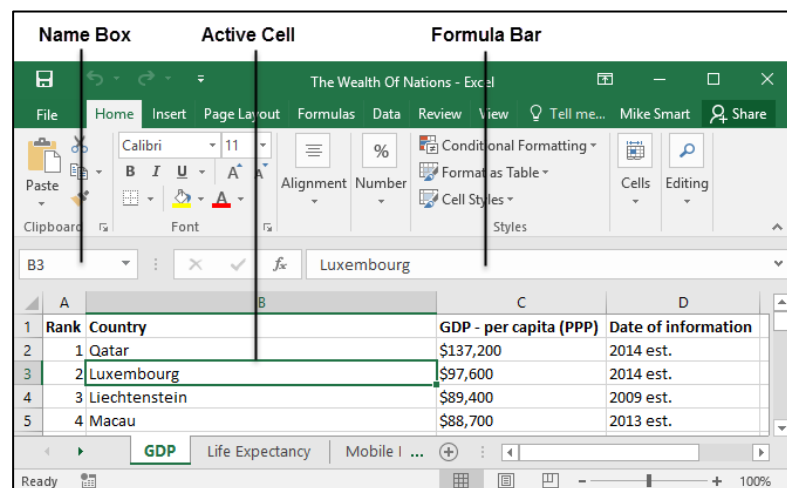 Name Box Active Cell Formula Bar
The Wealth Of Nations - Excel
File Home Insert Page Layout Formulas Data Review View Tell me... Mike Smart Share
Paste
Calibri 11
B I U A A
A
Alignment
%
Number
Conditional Formatting
Format as Table
Cell Styles
Cells
Editing
Clipboard Font Styles
B3 fx Luxembourg
A B C D
1 Rank Country GDP - per capita (PPP) Date of information
2 1 Qatar $137,200 2014 est.
3 2 Luxembourg $97,600 2014 est.
4 3 Liechtenstein $89,400 2009 est.
5 4 Macau $88,700 2013 est.
GDP Life Expectancy Mobile ...
Ready 100%